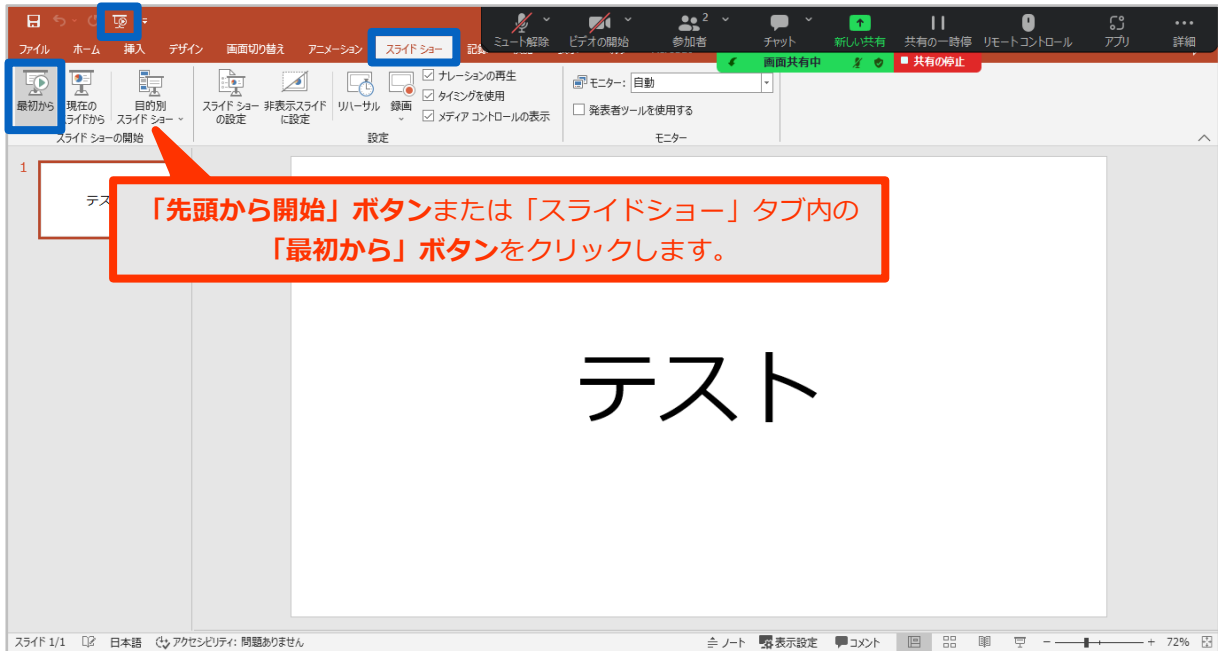 ミュート解除 ビデオの開始 参加者 2 チャット 新しい共有 共有の一時停止 リモートコントロール アプリ 詳細
画面共有中 共有の停止
ファイル ホーム 挿入 デザイン 画面切り替え アニメーション スライド ショー
最初から
現在の
スライドから
目的別
スライド ショー
スライド ショーの開始
スライド ショー
の設定
非表示スライド
に設定
リハーサル
録画
ナレーションの再生
タイミングを使用
メディア コントロールの表示
設定
モニター: 自動
発表者ツールを使用する
モニター
1
「先頭から開始」ボタンまたは「スライドショー」タブ内の
「最初から」ボタンをクリックします。
テスト
スライド 1/1 日本語 アクセシビリティ: 問題ありません ノート 表示設定 コメント 72%